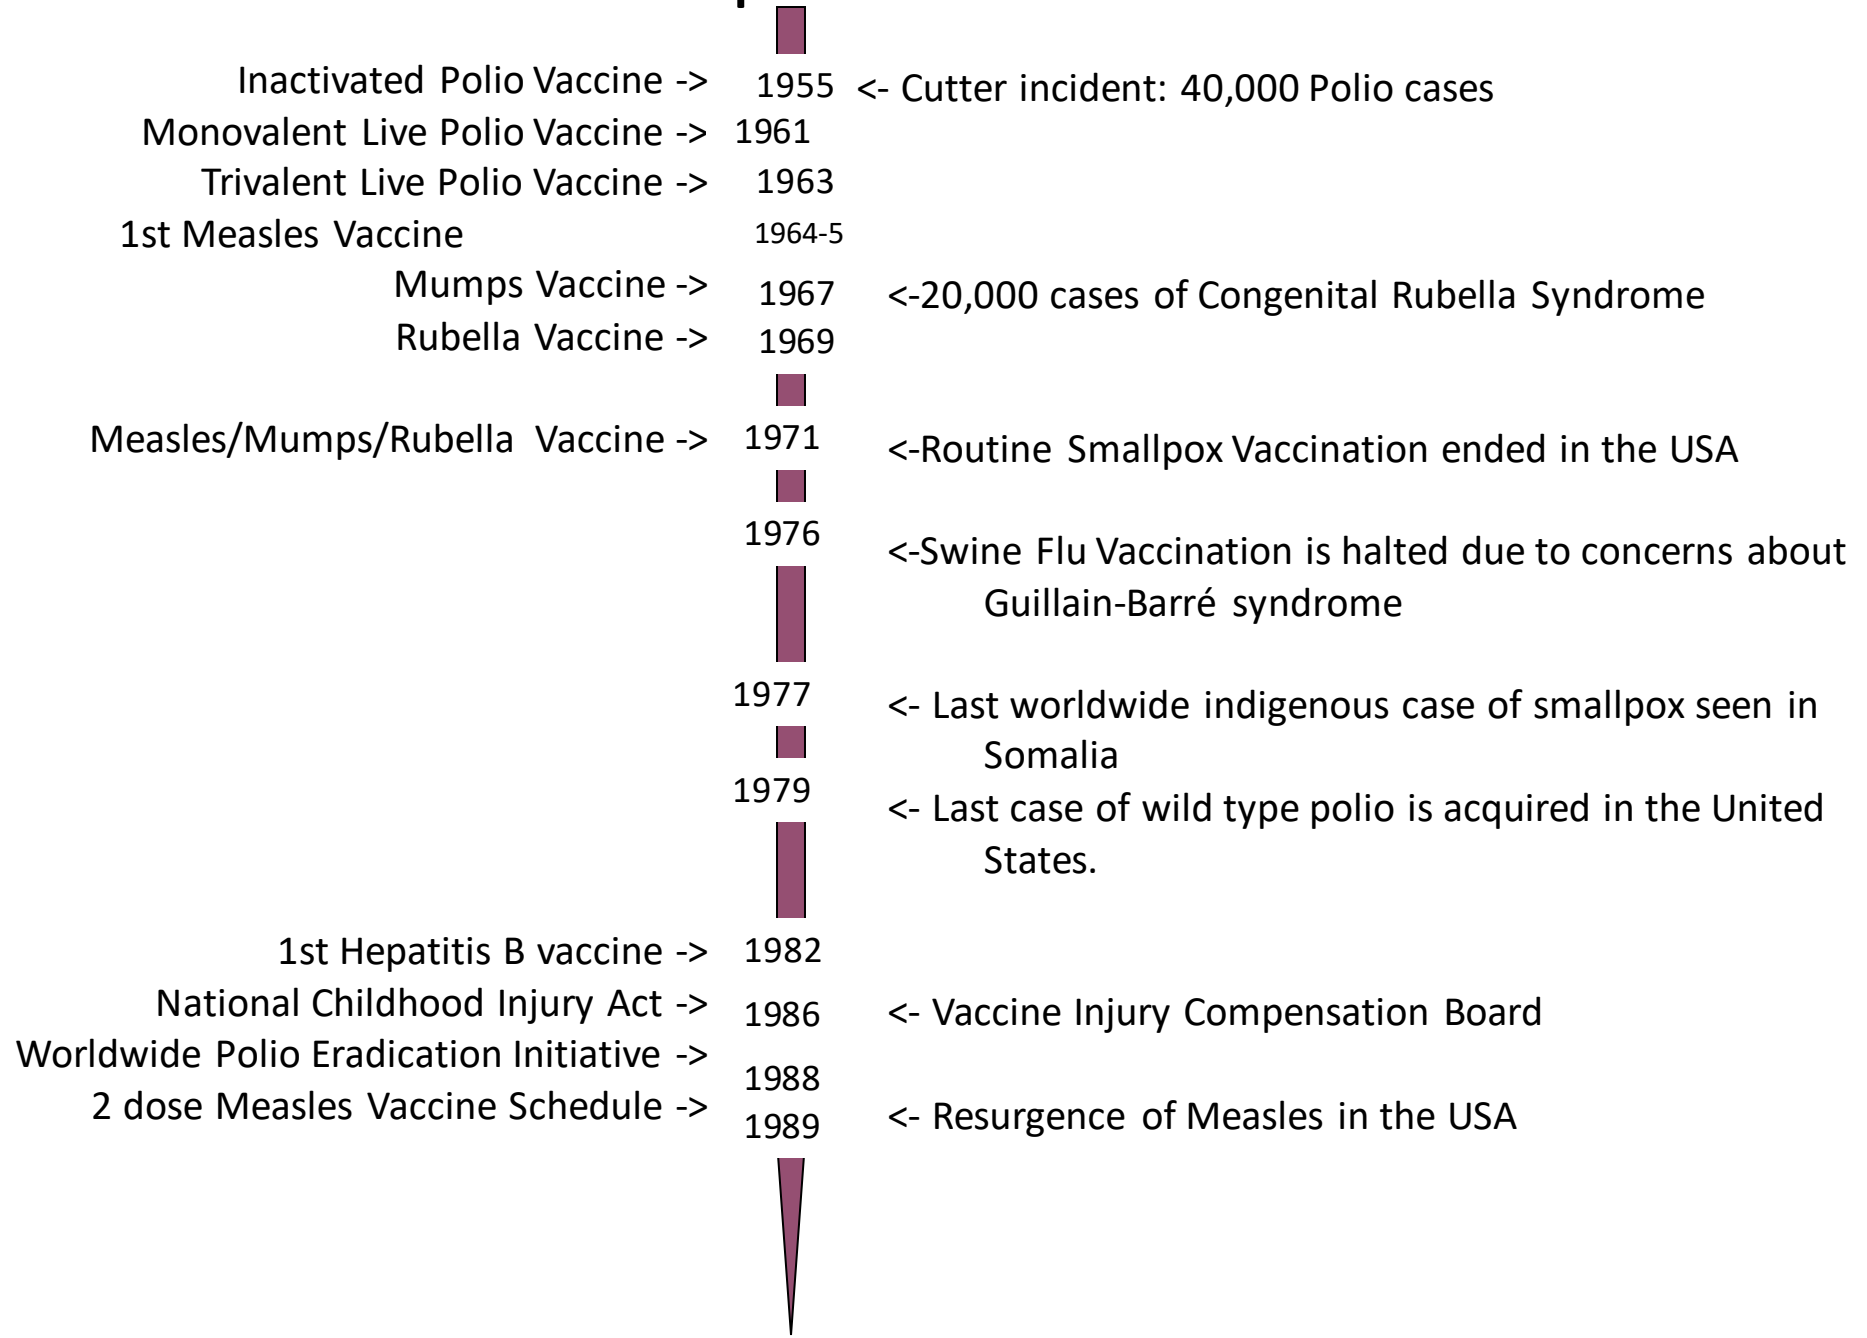 Inactivated Polio Vaccine -> 1955 <- Cutter incident: 40,000 Polio cases
Monovalent Live Polio Vaccine -> 1961
Trivalent Live Polio Vaccine -> 1963
1st Measles Vaccine 1964-5
Mumps Vaccine -> 1967 <-20,000 cases of Congenital Rubella Syndrome
Rubella Vaccine -> 1969
Measles/Mumps/Rubella Vaccine -> 1971 <-Routine Smallpox Vaccination ended in the USA
1976 <-Swine Flu Vaccination is halted due to concerns about
Guillain-Barré syndrome
1977 <- Last worldwide indigenous case of smallpox seen in
Somalia
1979 <- Last case of wild type polio is acquired in the United
States.
1st Hepatitis B vaccine -> 1982
National Childhood Injury Act -> 1986 <- Vaccine Injury Compensation Board
Worldwide Polio Eradication Initiative -> 1988
2 dose Measles Vaccine Schedule -> 1989 <- Resurgence of Measles in the USA